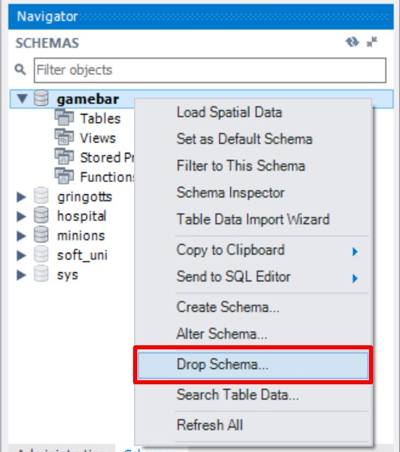 Navigator
SCHEMAS
Filter objects
gamebar
Tables
Views
Stored Pr
Functions
gringotts
hospital
minions
soft_uni
sys
Load Spatial Data
Set as Default Schema
Filter to This Schema
Schema Inspector
Table Data Import Wizard
Copy to Clipboard
Send to SQL Editor
Create Schema...
Alter Schema...
Drop Schema...
Search Table Data...
Refresh All